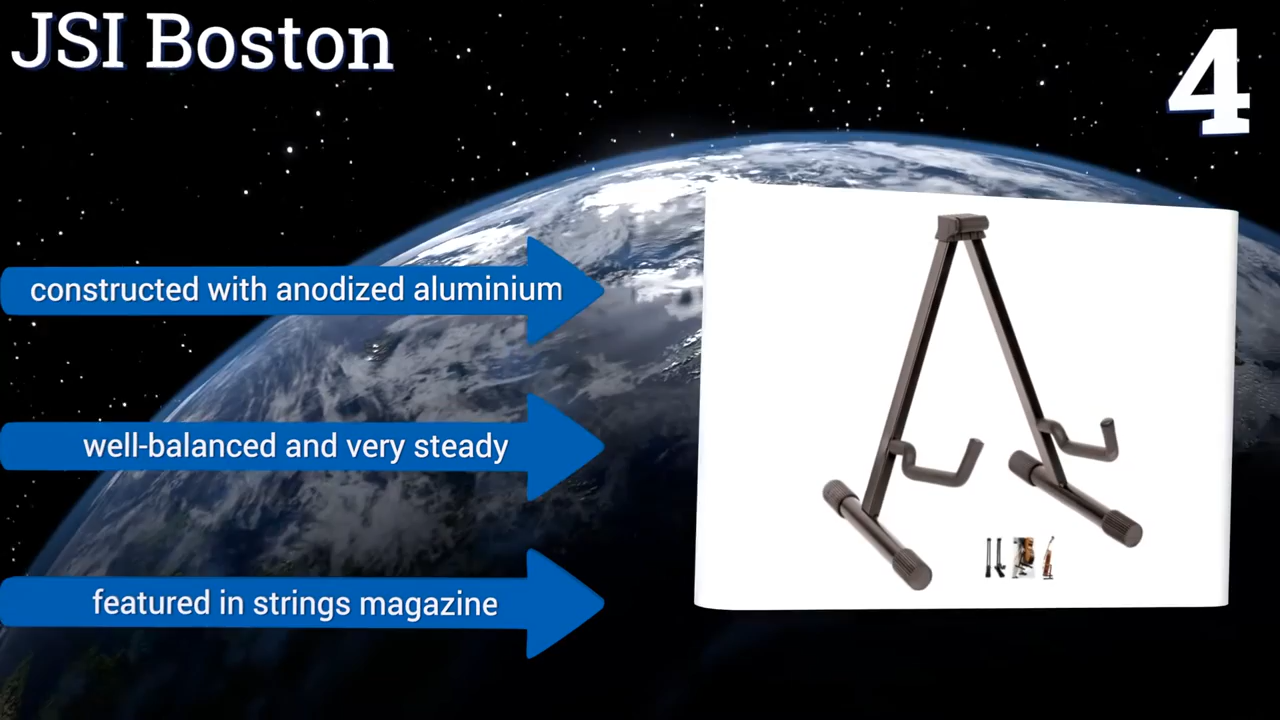 JSI Boston
4
constructed with anodized aluminium
well-balanced and very steady
featured in strings magazine